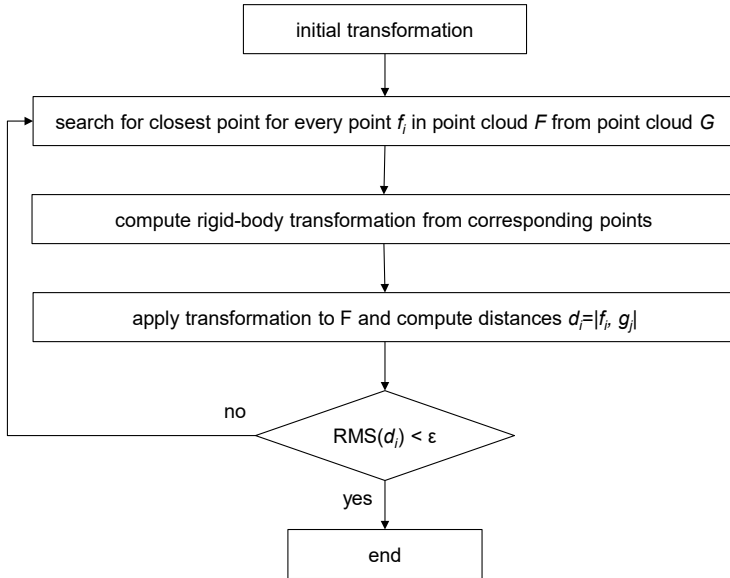 initial transformation
search for closest point for every point fᵢ in point cloud F from point cloud G
compute rigid-body transformation from corresponding points
apply transformation to F and compute distances dᵢ=|fᵢ, gⱼ|
no
RMS(dᵢ) < ε
yes
end